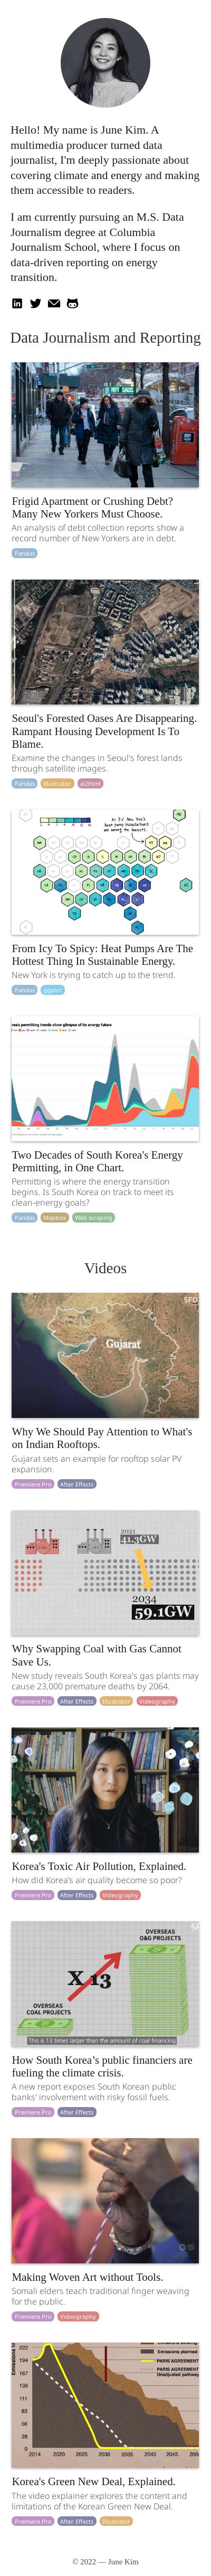 Hello! My name is June Kim. A
multimedia producer turned data
journalist, I'm deeply passionate about
covering climate and energy and making
them accessible to readers.
I am currently pursuing an M.S. Data
Journalism degree at Columbia
Journalism School, where I focus on
data-driven reporting on energy
transition.
Data Journalism and Reporting
Frigid Apartment or Crushing Debt?
Many New Yorkers Must Choose.
An analysis of debt collection reports show a
record number of New Yorkers are in debt.
Pandas
Seoul's Forested Oases Are Disappearing.
Rampant Housing Development Is To
Blame.
Examine the changes in Seoul's forest lands
through satellite images.
Pandas Illustrator ai2html
From Icy To Spicy: Heat Pumps Are The
Hottest Thing In Sustainable Energy.
New York is trying to catch up to the trend.
Pandas ggplot
rea's permitting trends show glimpse of its energy future
Two Decades of South Korea's Energy
Permitting, in One Chart.
Permitting is where the energy transition
begins. Is South Korea on track to meet its
clean-energy goals?
Pandas Mapbox Web scraping
Videos
Gujarat
Why We Should Pay Attention to What's
on Indian Rooftops.
Gujarat sets an example for rooftop solar PV
expansion.
Premiere Pro After Effects
2021
41.3GW
2034
59.1GW
Why Swapping Coal with Gas Cannot
Save Us.
New study reveals South Korea's gas plants may
cause 23,000 premature deaths by 2064.
Premiere Pro After Effects Illustrator Videography
Korea's Toxic Air Pollution, Explained.
How did Korea's air quality become so poor?
Premiere Pro After Effects Videography
OVERSEAS
O&G PROJECTS
X 13
OVERSEAS
COAL PROJECTS
This is 13 times larger than the amount of coal financing
How South Korea’s public financiers are
fueling the climate crisis.
A new report exposes South Korean public
banks' involvement with risky fossil fuels.
Premiere Pro After Effects
Making Woven Art without Tools.
Somali elders teach traditional finger weaving
for the public.
Premiere Pro Videography
222
194
167
139
111
83
56
28
0
Emissions planned
PARIS AGREEMENT
PARIS AGREEMENT
Unadjusted pathway
2014 2020 2025 2030 2035 2040 2045
Korea's Green New Deal, Explained.
The video explorer explores the content and
limitations of the Korean Green New Deal.
Premiere Pro After Effects Illustrator
© 2022 — June Kim